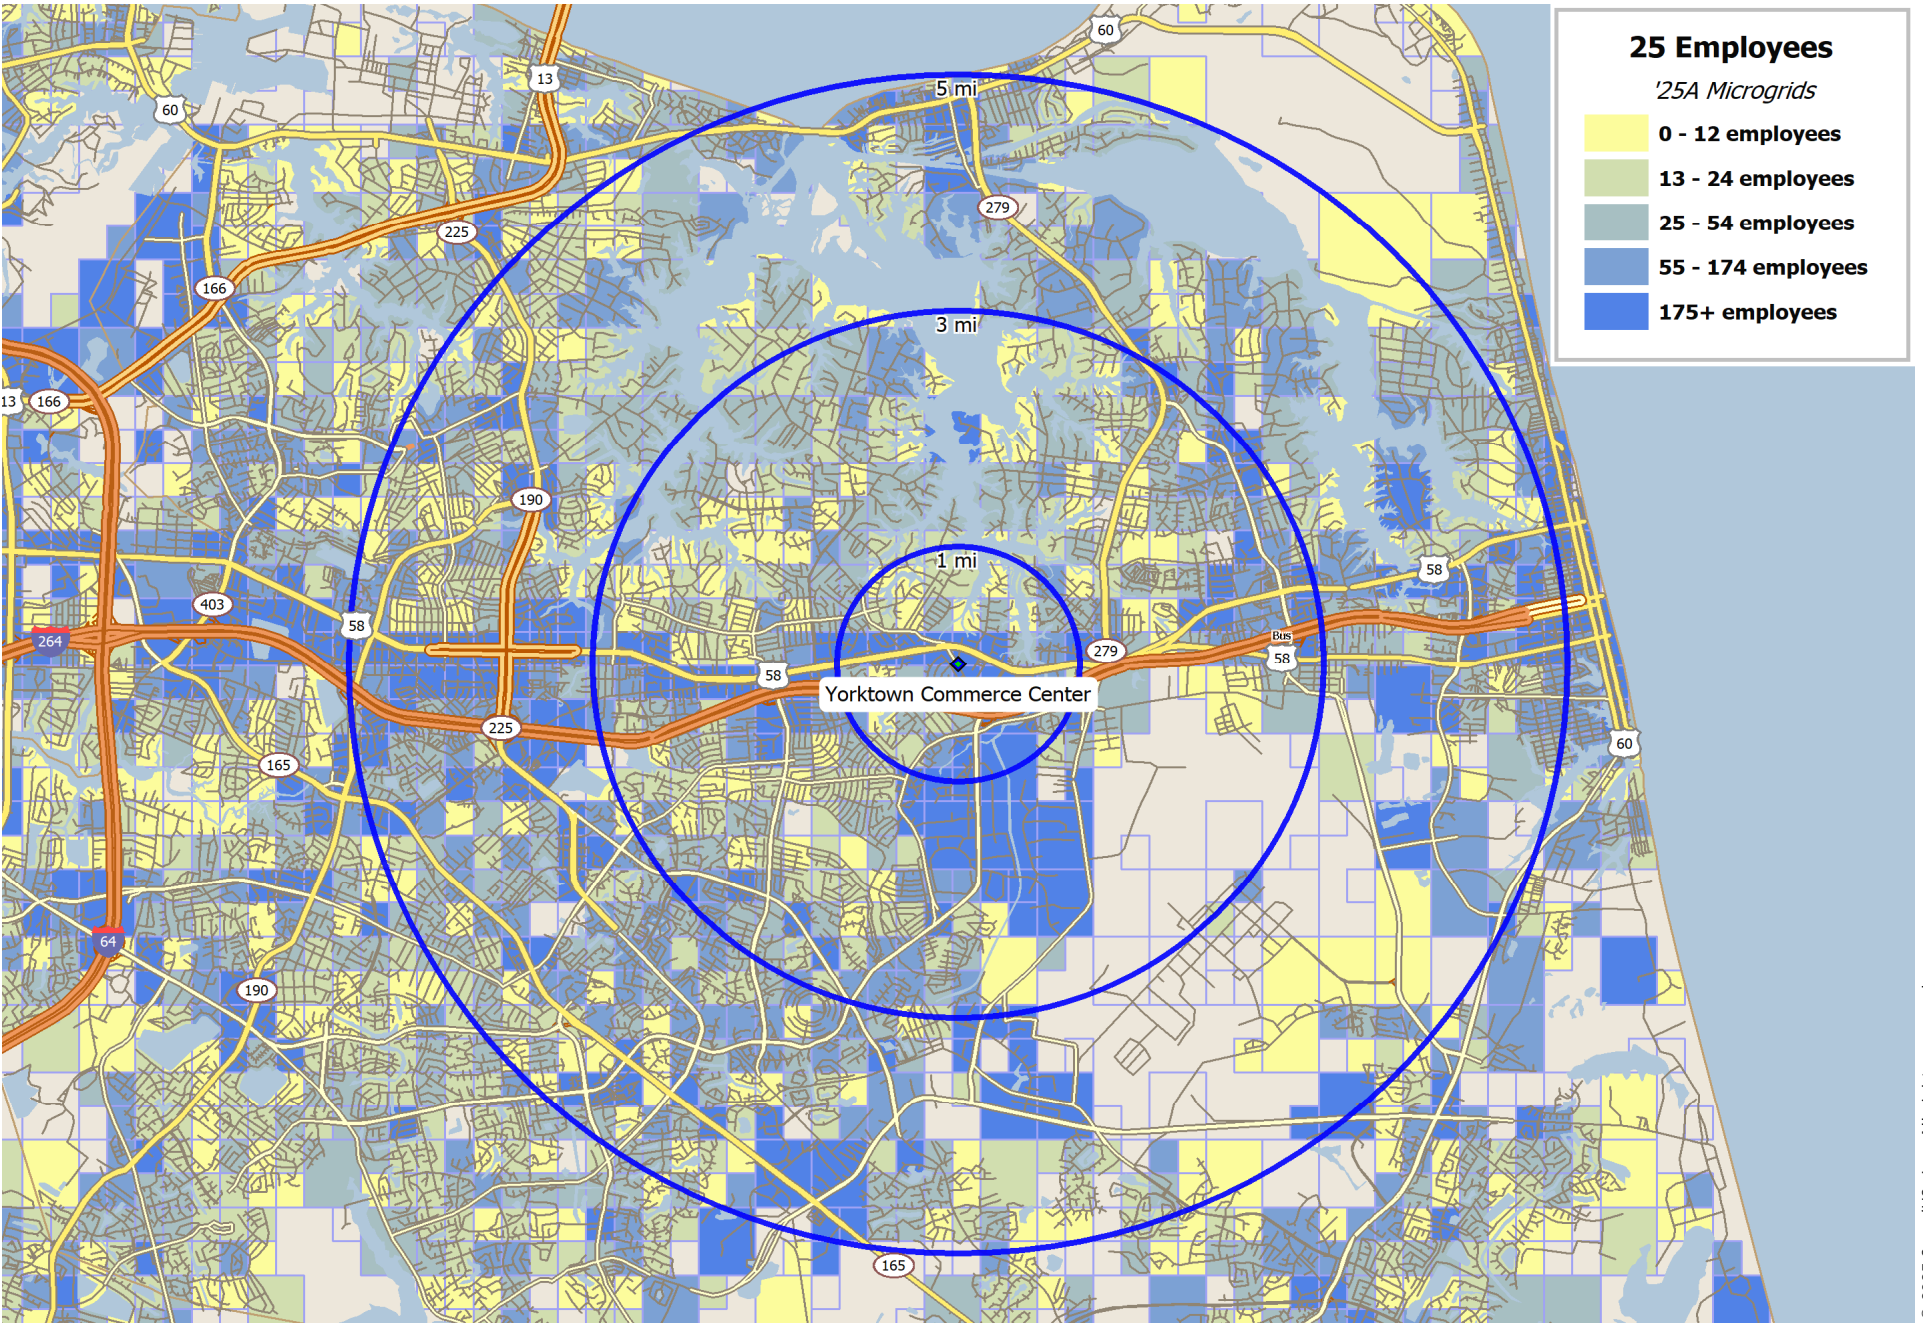 25 Employees
'25A Microgrids
0 - 12 employees
13 - 24 employees
25 - 54 employees
55 - 174 employees
175+ employees
60
13
5 mi
60
279
225
166
3 mi
13
166
190
1 mi
58
403
58
264
Bus
58
279
58
Yorktown Commerce Center
225
60
165
64
190
165